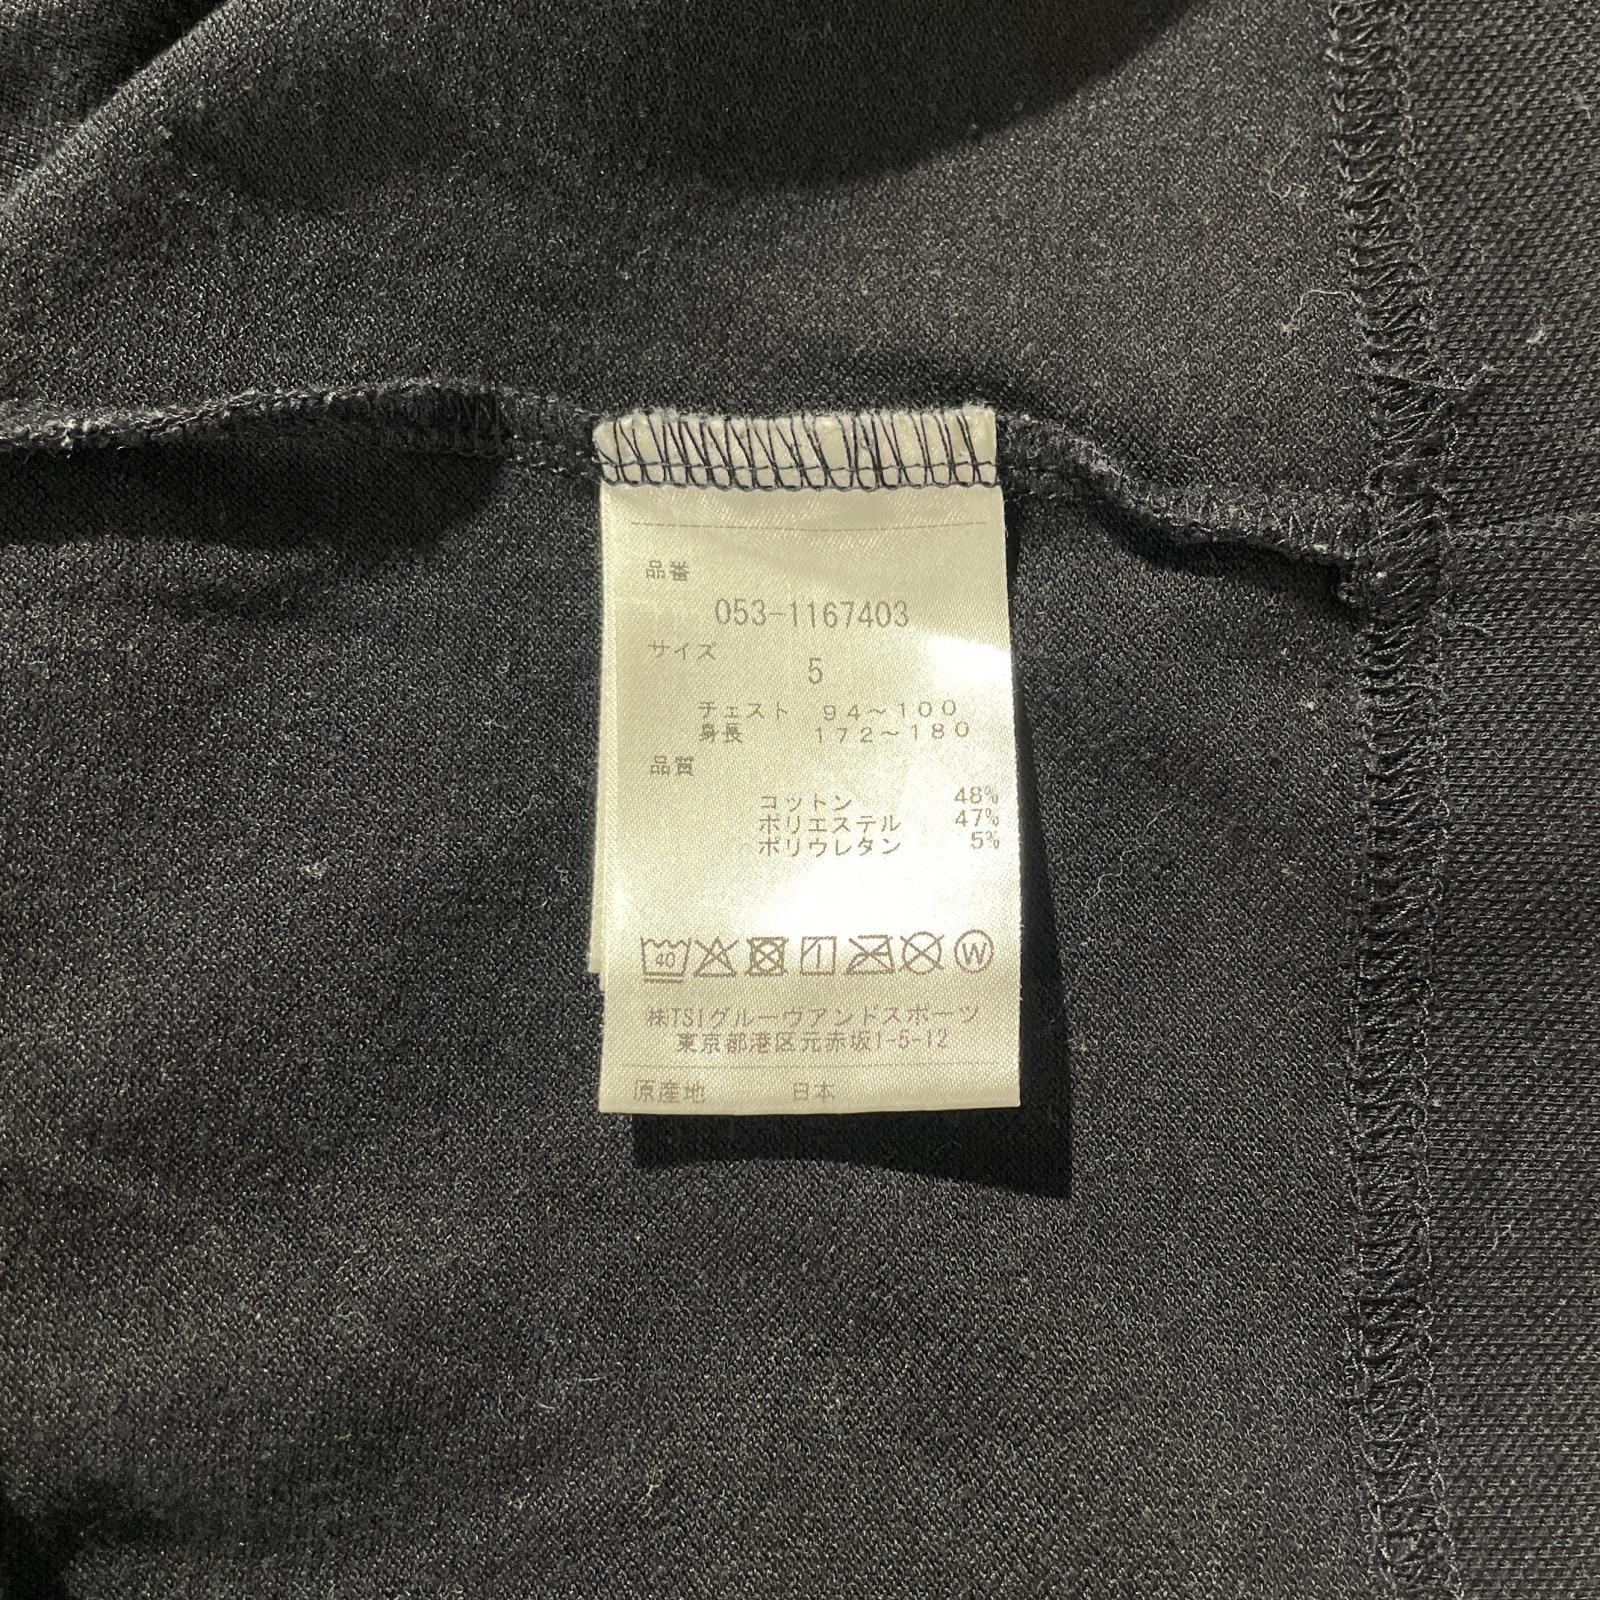 品番
053-1167403
サイズ
5
チェスト 94～100
身長 172～180
品質
コットン 48%
ポリエステル 47%
ポリウレタン 5%
40 W
㈱TSIグルーヴアンドスポーツ
東京都港区元赤坂1-5-12
原産地 日本